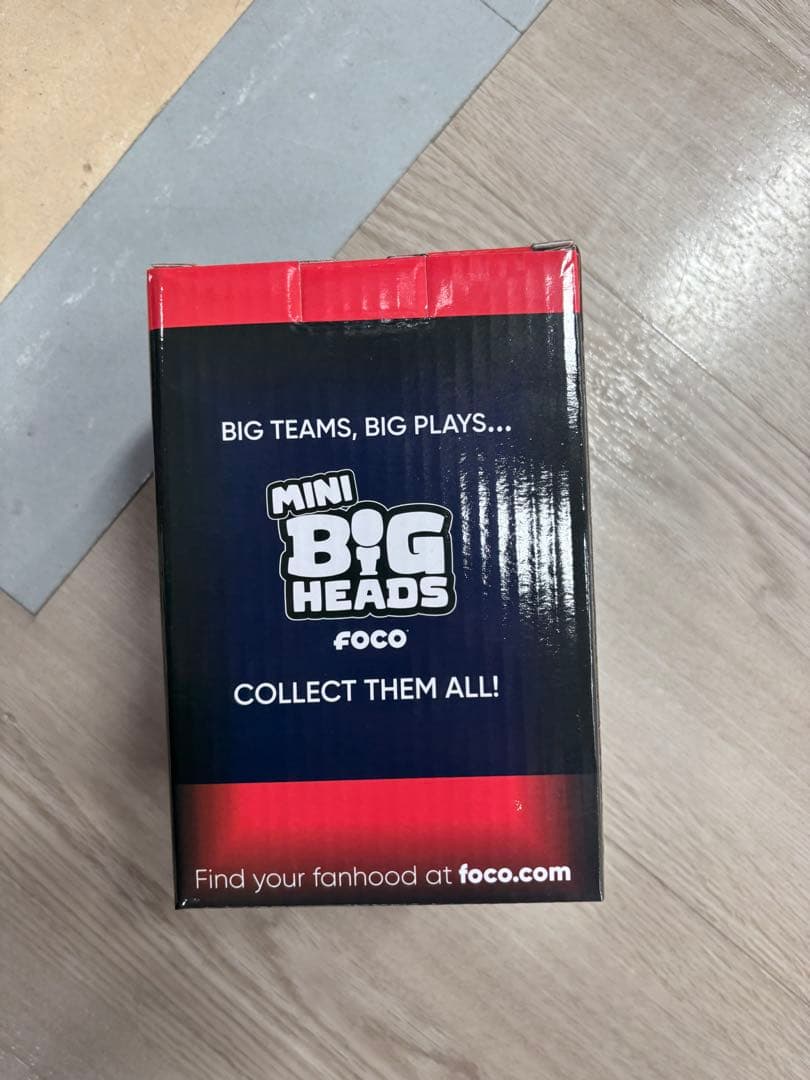 BIG TEAMS, BIG PLAYS...
MINI
BIG
HEADS
FOCO
COLLECT THEM ALL!
Find your fanhood at foco.com